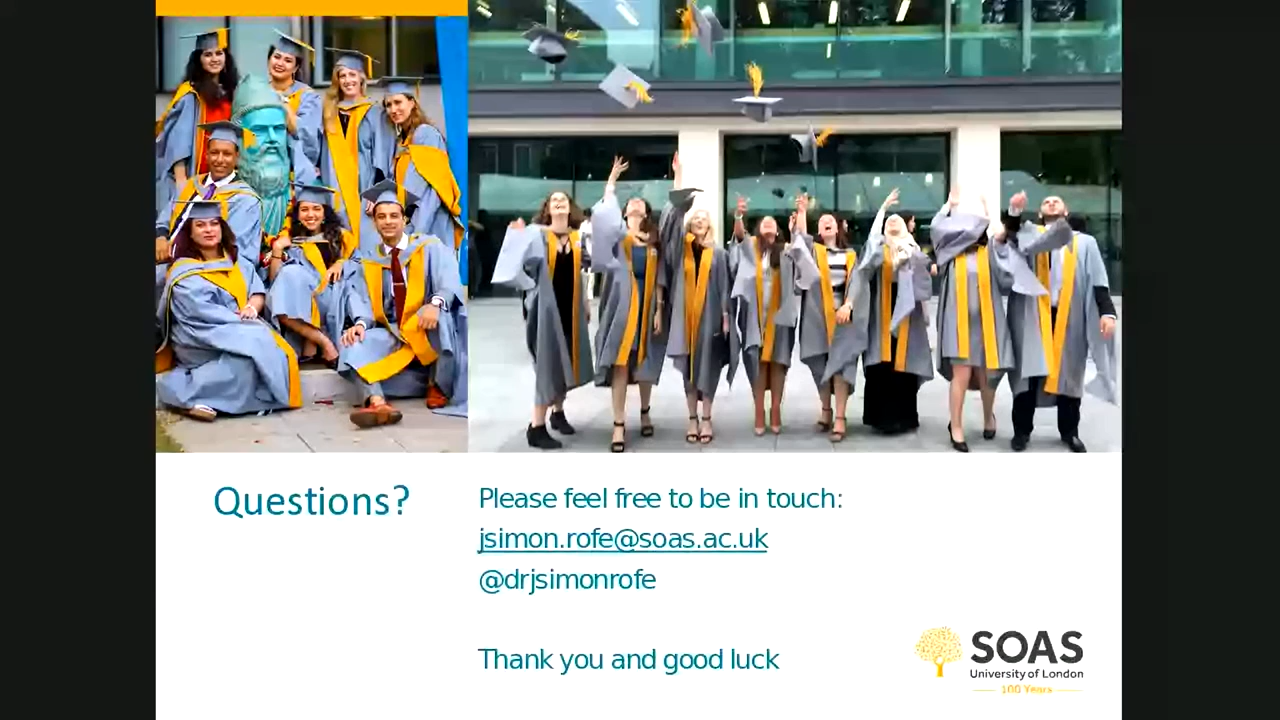 Questions?
Please feel free to be in touch:
jsimon.rofe@soas.ac.uk
@drjsimonrofe
Thank you and good luck
SOAS
University of London
100 Years